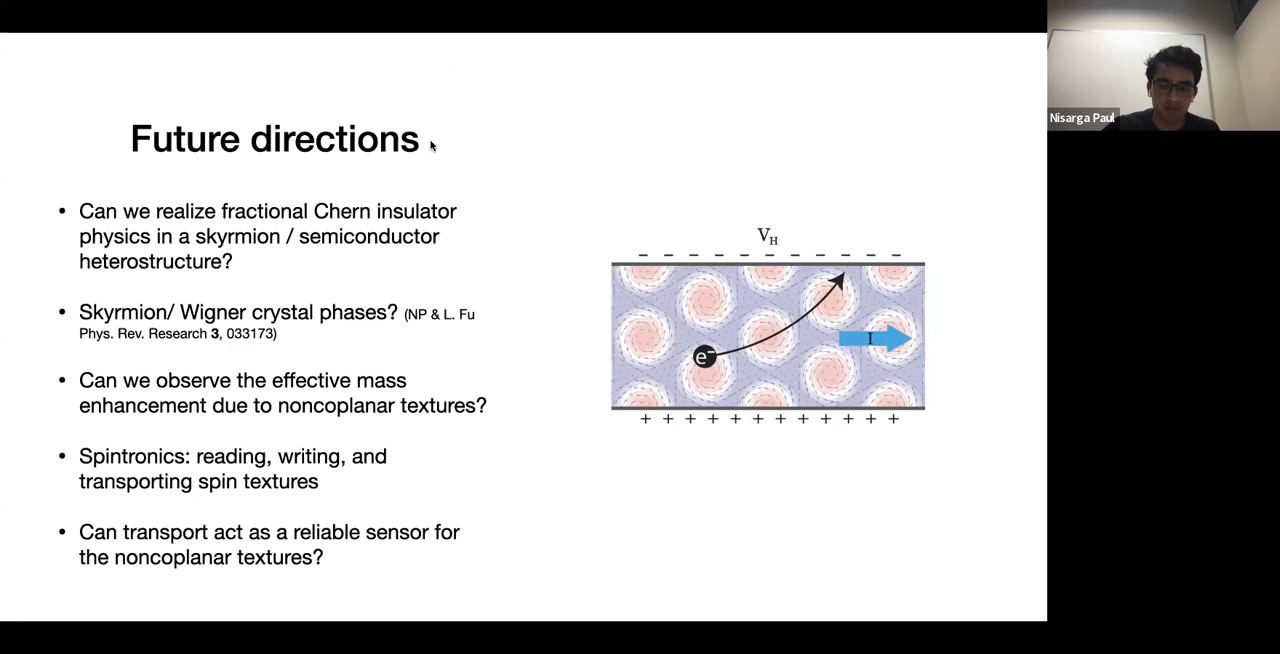 Future directions
• Can we realize fractional Chern insulator
physics in a skyrmion / semiconductor
heterostructure?
• Skyrmion/ Wigner crystal phases? (NP & L. Fu
Phys. Rev. Research 3, 033173)
• Can we observe the effective mass
enhancement due to noncoplanar textures?
• Spintronics: reading, writing, and
transporting spin textures
• Can transport act as a reliable sensor for
the noncoplanar textures?
V_H
− − − − − − − − − −
e⁻
I
+ + + + + + + + + + + +
Nisarga Paul